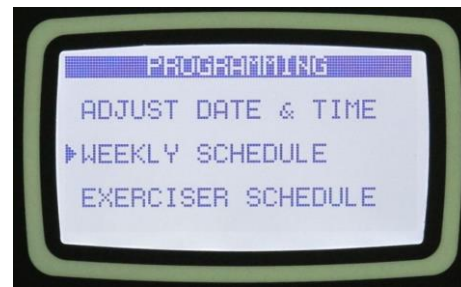 PROGRAMMING
ADJUST DATE & TIME
WEEKLY SCHEDULE
EXERCISER SCHEDULE